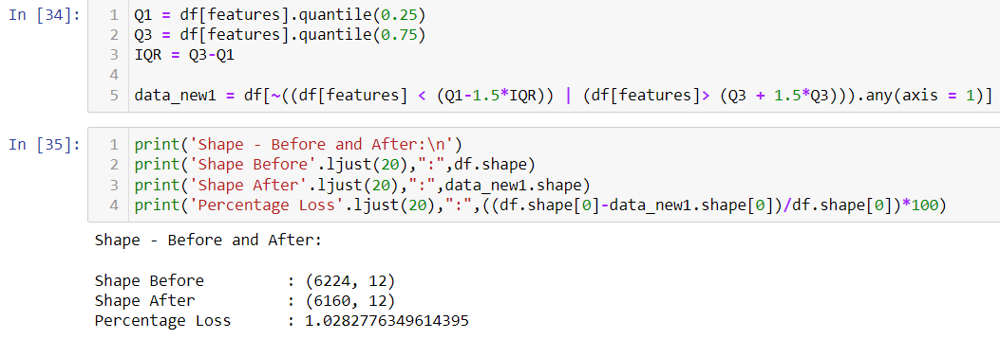 In [34]:
1 Q1 = df[features].quantile(0.25)
2 Q3 = df[features].quantile(0.75)
3 IQR = Q3-Q1
4
5 data_new1 = df[~((df[features] < (Q1-1.5*IQR)) | (df[features]> (Q3 + 1.5*Q3))).any(axis = 1)]
In [35]:
1 print('Shape - Before and After:\n')
2 print('Shape Before'.ljust(20),":",df.shape)
3 print('Shape After'.ljust(20),":",data_new1.shape)
4 print('Percentage Loss'.ljust(20),":",((df.shape[0]-data_new1.shape[0])/df.shape[0])*100)
Shape - Before and After:
Shape Before : (6224, 12)
Shape After : (6160, 12)
Percentage Loss : 1.0282776349614395